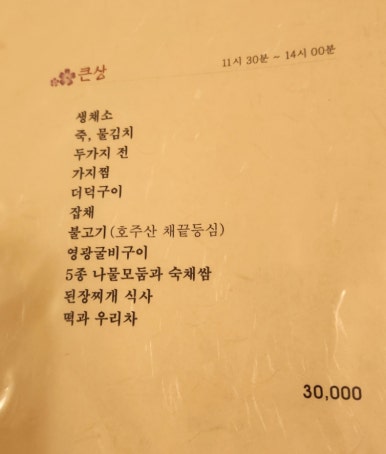 큰상
11시 30분 ~ 14시 00분
생채소
죽, 물김치
두가지 전
가지찜
더덕구이
잡채
불고기(호주산 채끝등심)
영광굴비구이
5종 나물모둠과 숙채쌈
된장찌개 식사
떡과 우리차
30,000